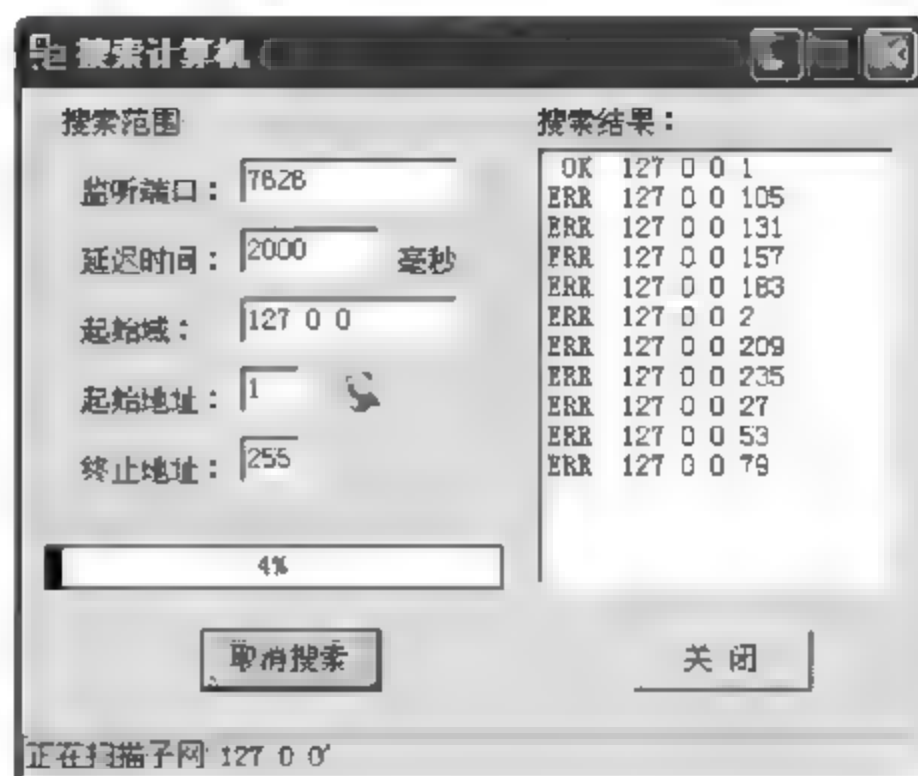 搜索计算机
搜索范围
监听端口： 7626
延迟时间： 2000 毫秒
起始域： 127 0 0
起始地址： 1
终止地址： 255
4%
取消搜索
搜索结果：
OK 127 0 0 1
ERR 127 0 0 105
ERR 127 0 0 131
ERR 127 0 0 157
ERR 127 0 0 183
ERR 127 0 0 2
ERR 127 0 0 209
ERR 127 0 0 235
ERR 127 0 0 27
ERR 127 0 0 53
ERR 127 0 0 79
关 闭
正在扫描子网 127 0 0'